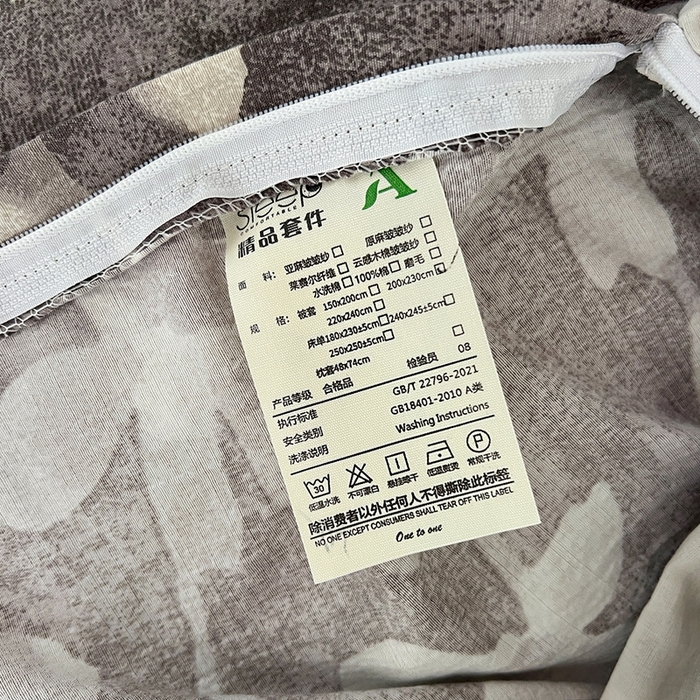 Sleep A
COMFORTABLE
精品套件
面 料：亚麻皱皱纱□ 原麻皱皱纱□
莱赛尔纤维□ 云感木棉皱皱纱□
水洗棉□ 100%棉□ 磨毛□
规 格：被套 150x200cm□ 200x230cm□
220x240cm□
床单180x230±5cm□ 240x245±5cm□
250x250±5cm□ □
枕套48x74cm
产品等级 合格品 检验员 08
执行标准 GB/T 22796-2021
安全类别 GB18401-2010 A类
洗涤说明 Washing Instructions
30 P
低温水洗 不可漂白 悬挂晾干 低温熨烫 常规干洗
除消费者以外任何人不得撕除此标签
NO ONE EXCEPT CONSUMERS SHALL TEAR OFF THIS LABEL
One to one